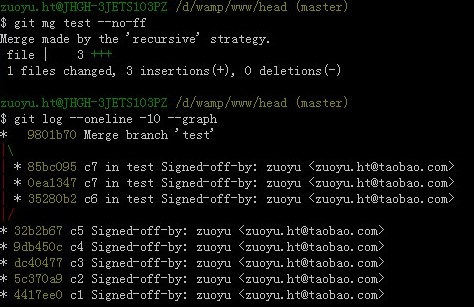 zuoyu.ht@JHGH-3JETS103PZ /d/wamp/www/head (master)
$ git mg test --no-ff
Merge made by the 'recursive' strategy.
 file |    3 +++
 1 files changed, 3 insertions(+), 0 deletions(-)
zuoyu.ht@JHGH-3JETS103PZ /d/wamp/www/head (master)
$ git log --oneline -10 --graph
*   9801b70 Merge branch 'test'
|\
| * 85bc095 c7 in test Signed-off-by: zuoyu <zuoyu.ht@taobao.com>
| * 0ea1347 c7 in test Signed-off-by: zuoyu <zuoyu.ht@taobao.com>
| * 35280b2 c6 in test Signed-off-by: zuoyu <zuoyu.ht@taobao.com>
|/
* 32b2b67 c5 Signed-off-by: zuoyu <zuoyu.ht@taobao.com>
* 9db450c c4 Signed-off-by: zuoyu <zuoyu.ht@taobao.com>
* dc40477 c3 Signed-off-by: zuoyu <zuoyu.ht@taobao.com>
* 5c370a9 c2 Signed-off-by: zuoyu <zuoyu.ht@taobao.com>
* 4417ee0 c1 Signed-off-by: zuoyu <zuoyu.ht@taobao.com>